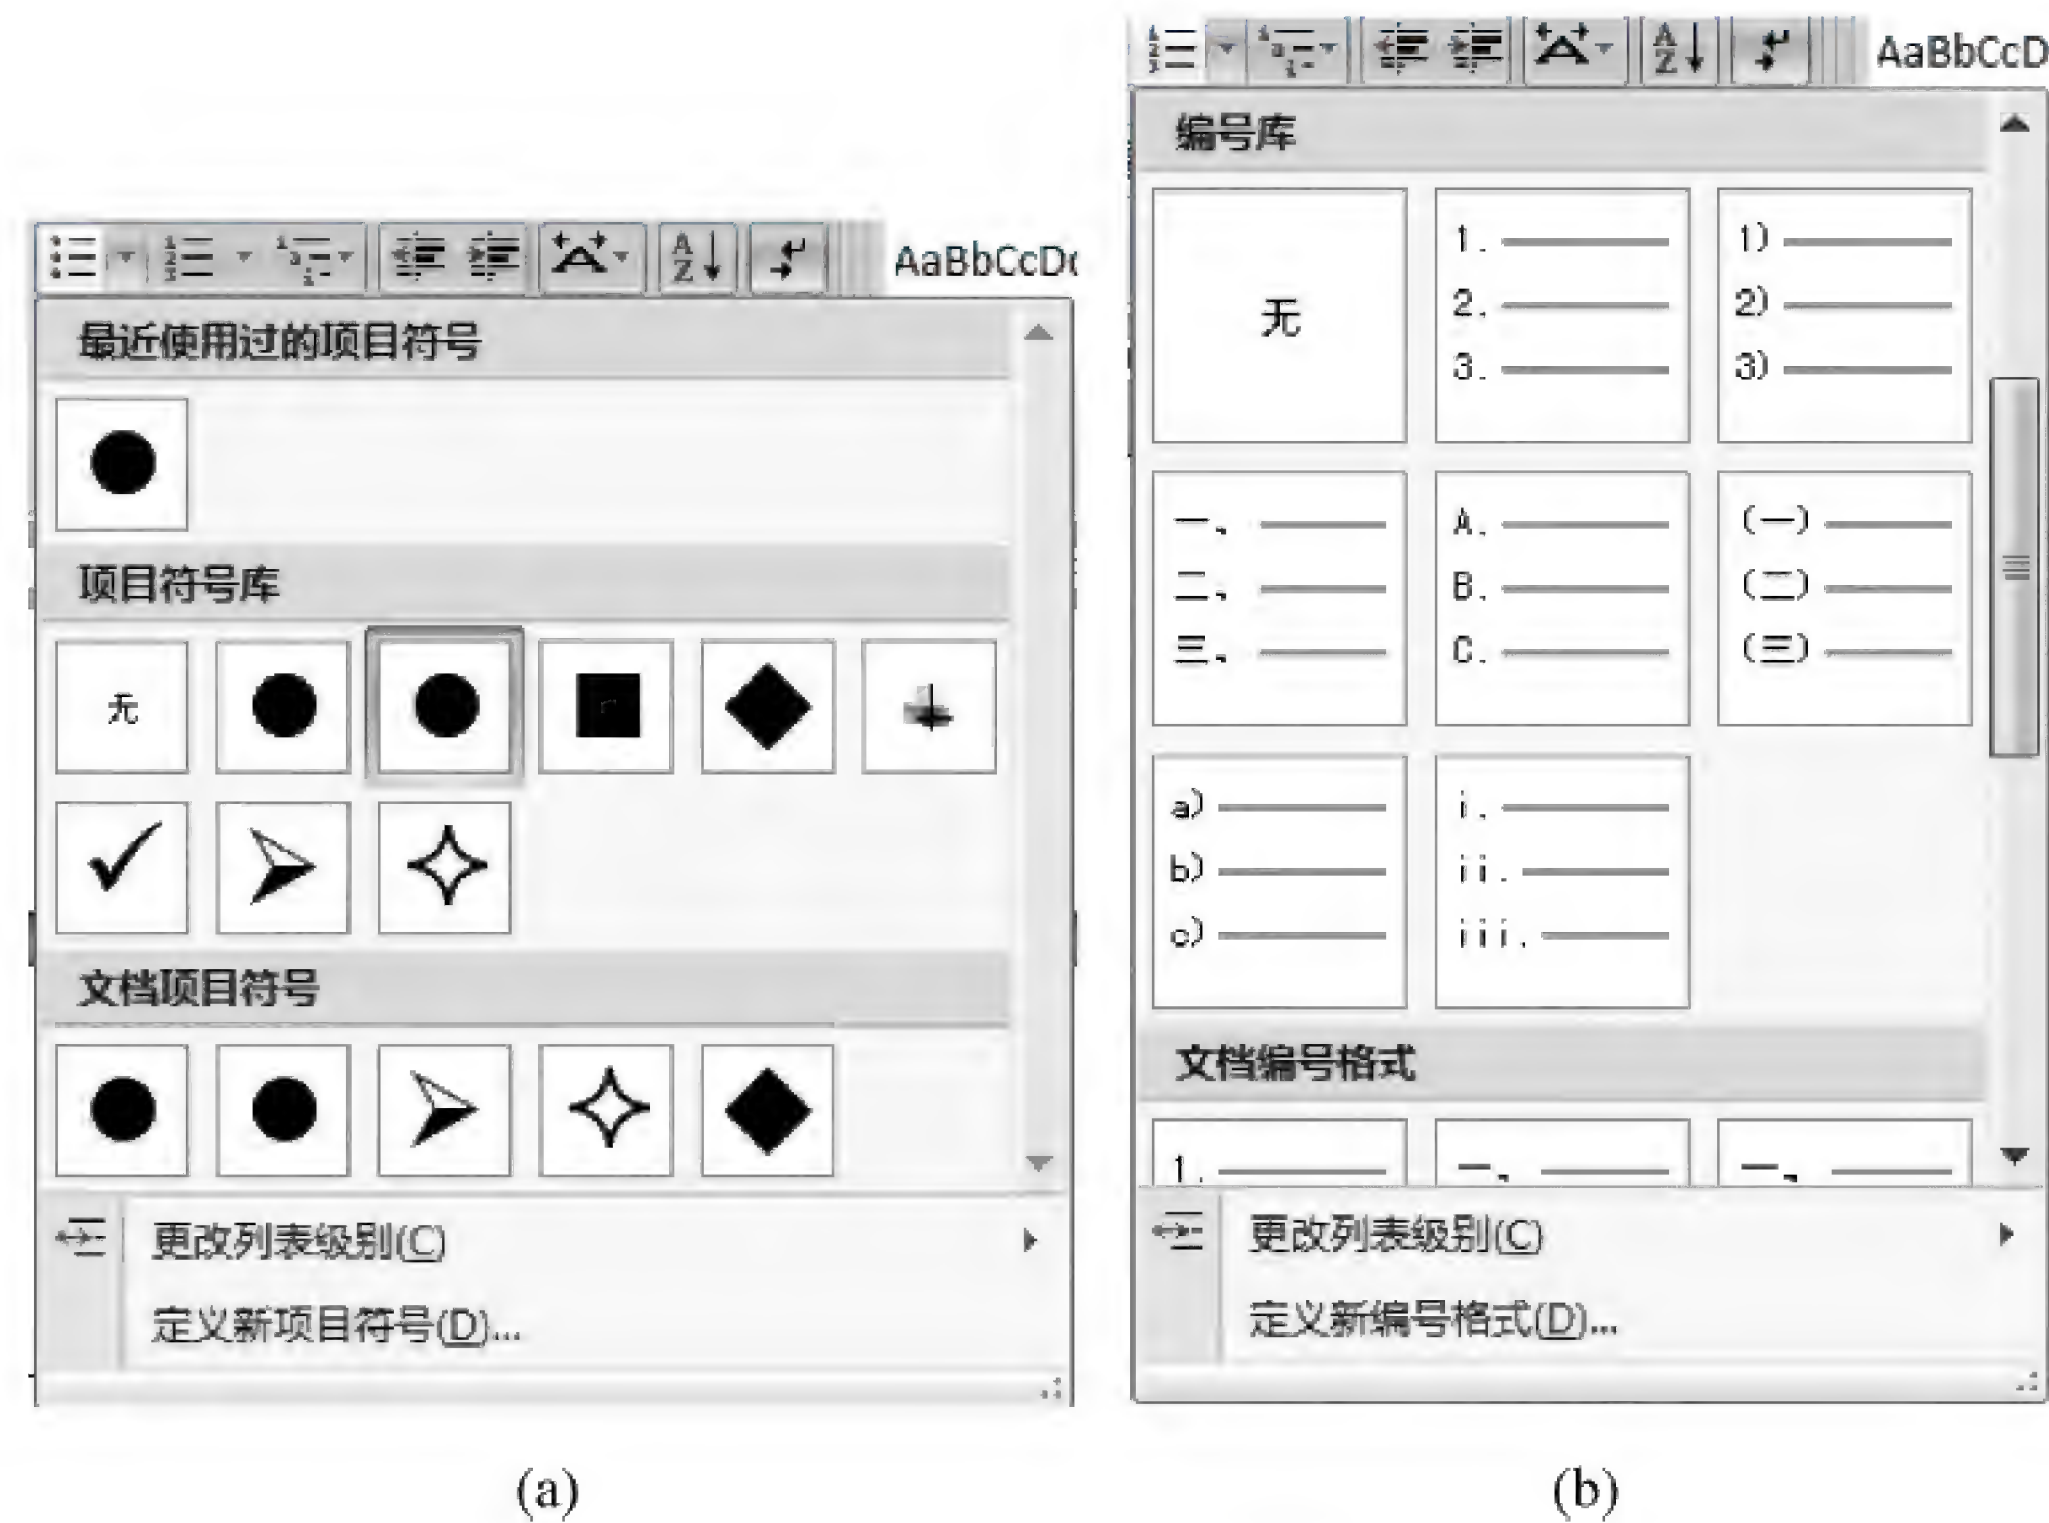 AaBbCcDc
最近使用过的项目符号
项目符号库
无
文档项目符号
更改列表级别(C)
定义新项目符号(D)...
(a)
AaBbCcD
编号库
无
1.
2.
3.
1)
2)
3)
一、
二、
三、
A.
B.
C.
(一)
(二)
(三)
a)
b)
c)
i.
ii.
iii.
文档编号格式
1.
一、
一、
更改列表级别(C)
定义新编号格式(D)...
(b)